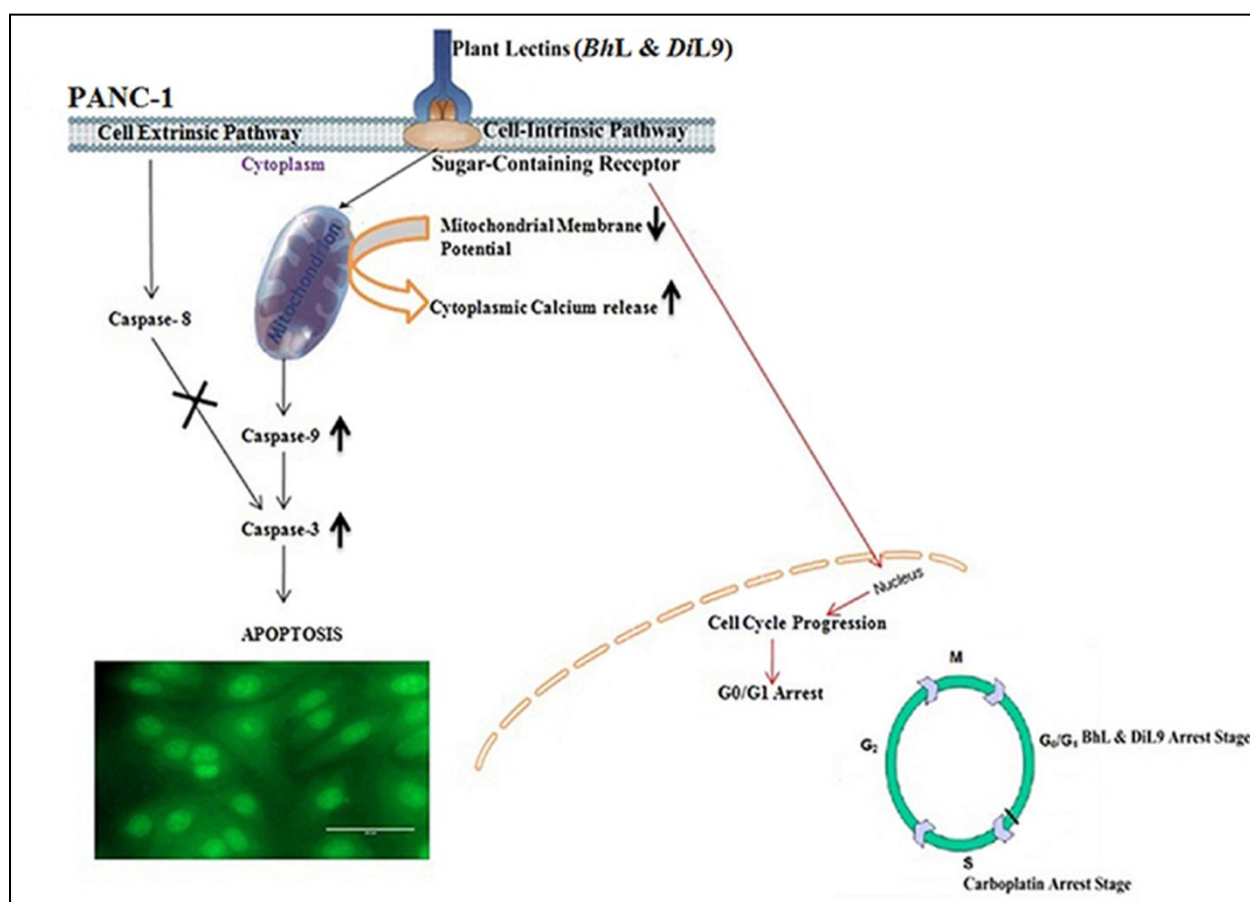 Plant Lectins (BhL & DiL9)
PANC-1
Cell Extrinsic Pathway
Cell-Intrinsic Pathway
Cytoplasm
Sugar-Containing Receptor
Mitochondrion
Mitochondrial Membrane
Potential
Cytoplasmic Calcium release
Caspase- 8
Caspase-9
Caspase-3
APOPTOSIS
Nucleus
Cell Cycle Progression
G0/G1 Arrest
M
G₂
G₀/G₁ BhL & DiL9 Arrest Stage
S
Carboplatin Arrest Stage